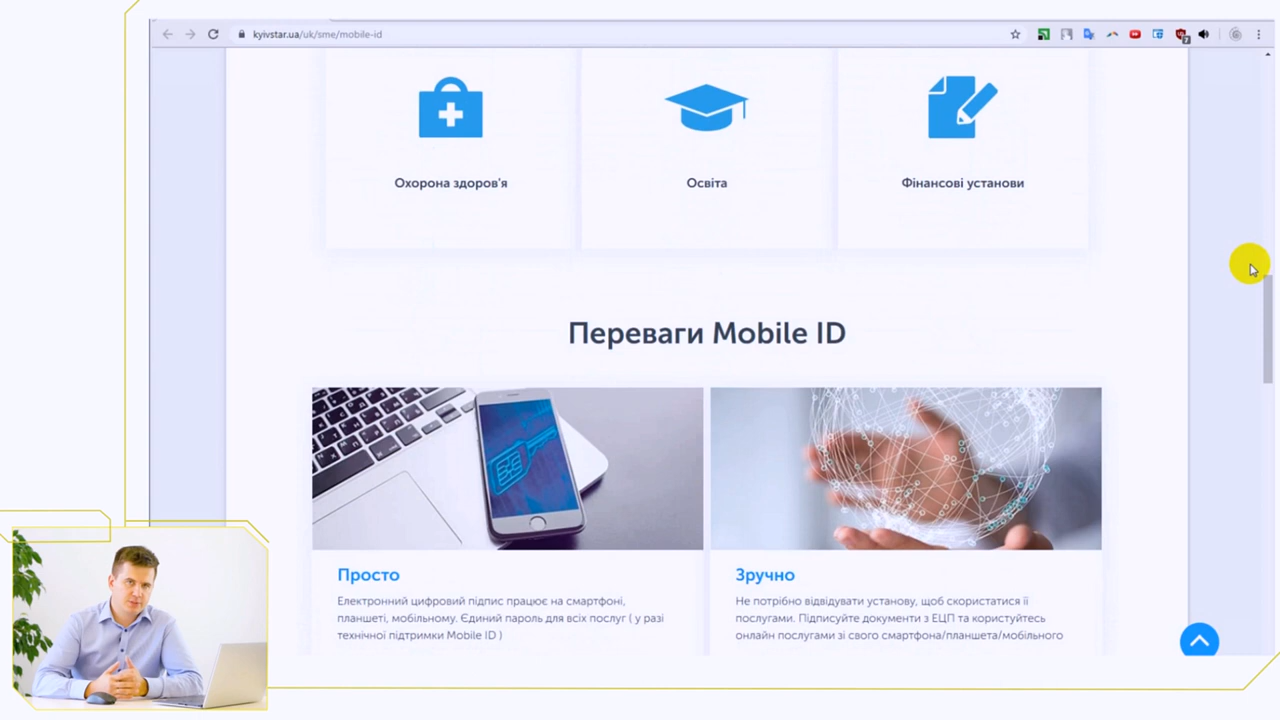 kyivstar.ua/uk/sme/mobile-id
Охорона здоров'я
Освіта
Фінансові установи
Переваги Mobile ID
Просто
Електронний цифровий підпис працює на смартфоні,
планшеті, мобільному. Єдиний пароль для всіх послуг ( у разі
технічної підтримки Mobile ID )
Зручно
Не потрібно відвідувати установу, щоб скористатися її
послугами. Підписуйте документи з ЕЦП та користуйтесь
онлайн послугами зі свого смартфона/планшета/мобільного